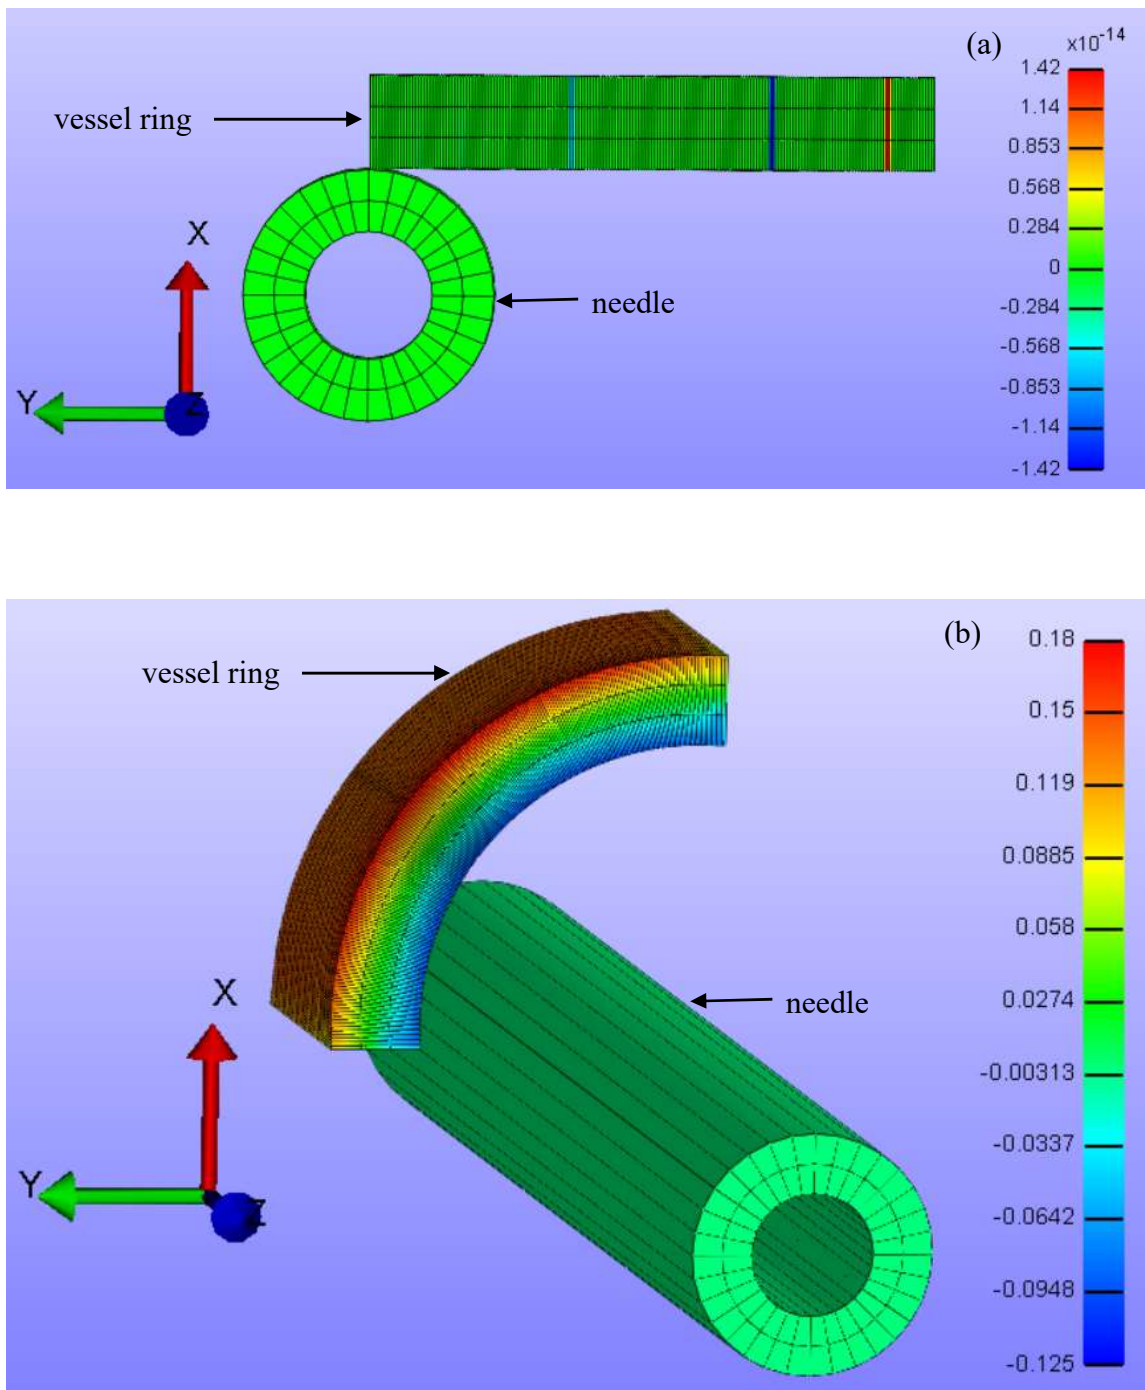 (a)
x10-14
vessel ring
1.42
1.14
0.853
0.568
0.284
0
-0.284
-0.568
-0.853
-1.14
-1.42
X
Y
Z
needle
(b)
vessel ring
0.18
0.15
0.119
0.0885
0.058
0.0274
-0.00313
-0.0337
-0.0642
-0.0948
-0.125
needle
X
Y
Z